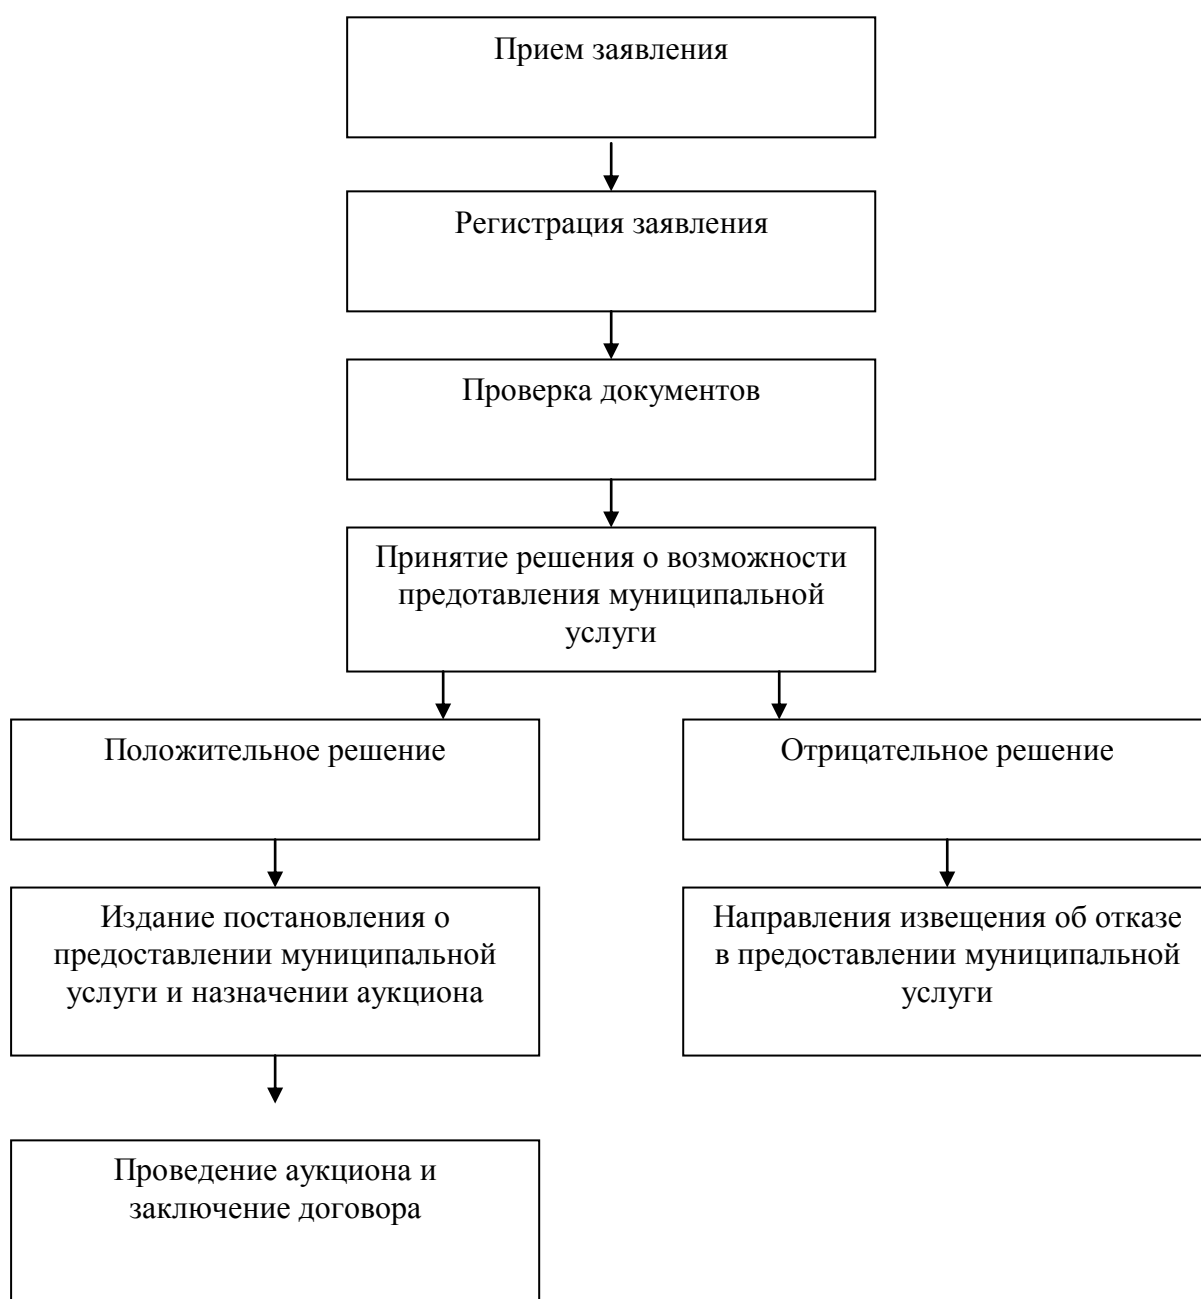 Прием заявления
Регистрация заявления
Проверка документов
Принятие решения о возможности
предотавления муниципальной
услуги
Положительное решение
Отрицательное решение
Издание постановления о
предоставлении муниципальной
услуги и назначении аукциона
Направления извещения об отказе
в предоставлении муниципальной
услуги
Проведение аукциона и
заключение договора